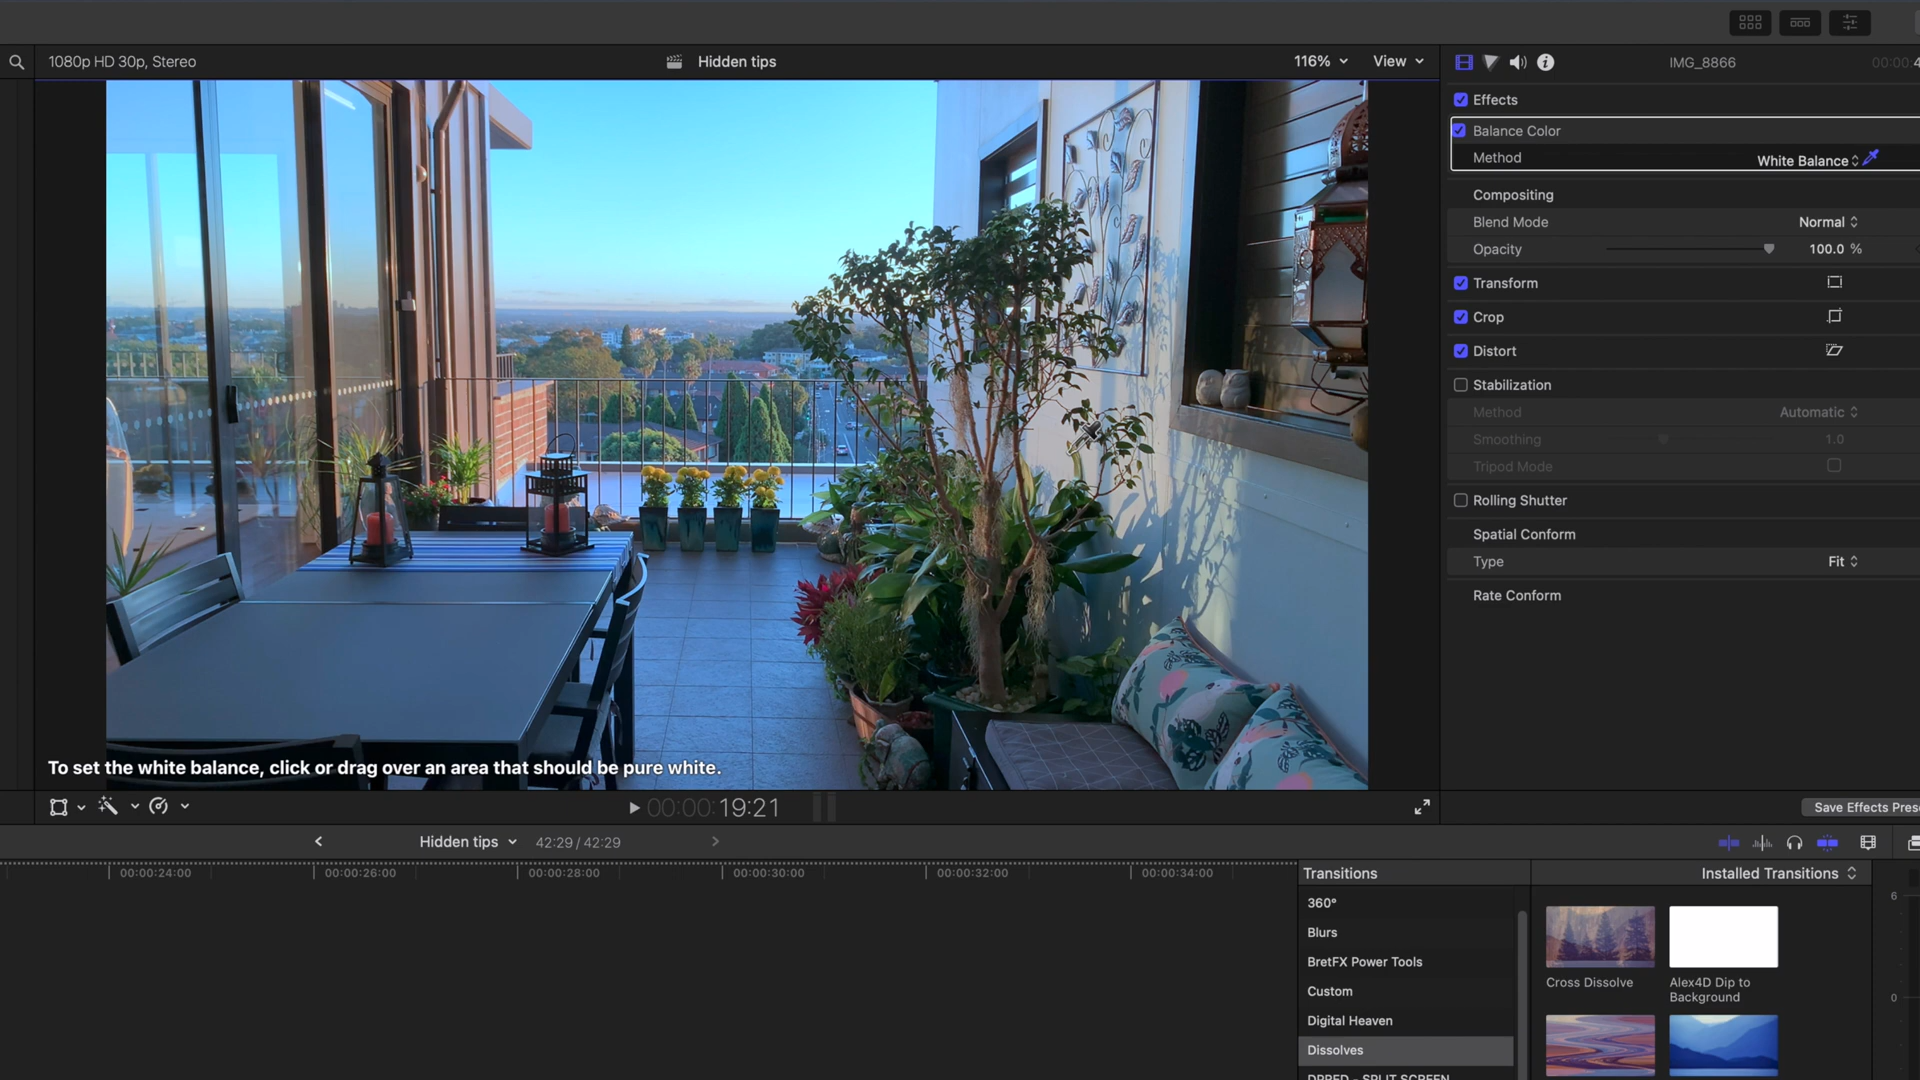 1080p HD 30p, Stereo
Hidden tips
116%
View
IMG_8866
00:00:4
Effects
Balance Color
Method
White Balance
Compositing
Blend Mode
Normal
Opacity
100.0 %
Transform
Crop
Distort
Stabilization
Method
Automatic
Smoothing
1.0
Tripod Mode
Rolling Shutter
Spatial Conform
Type
Fit
Rate Conform
To set the white balance, click or drag over an area that should be pure white.
00:00:19:21
Save Effects Pres
Hidden tips
42:29 / 42:29
00:00:24:00
00:00:26:00
00:00:28:00
00:00:30:00
00:00:32:00
00:00:34:00
Transitions
Installed Transitions
360°
Blurs
BretFX Power Tools
Custom
Digital Heaven
Dissolves
Cross Dissolve
Alex4D Dip to
Background
6
0